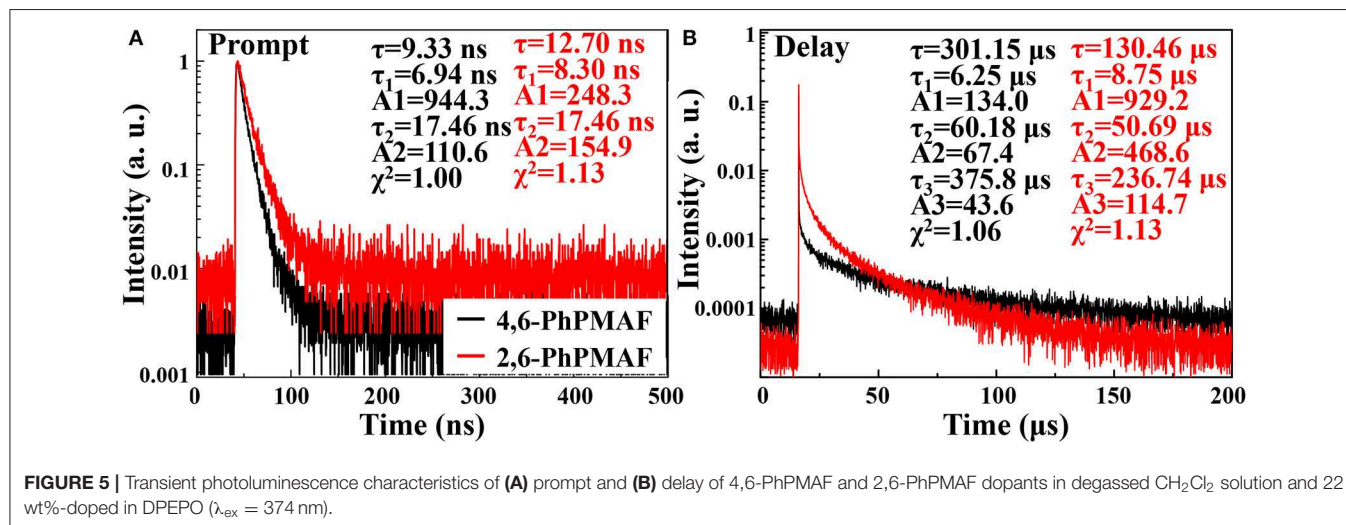 A
Prompt
τ=9.33 ns
τ₁=6.94 ns
A1=944.3
τ₂=17.46 ns
A2=110.6
χ²=1.00
τ=12.70 ns
τ₁=8.30 ns
A1=248.3
τ₂=17.46 ns
A2=154.9
χ²=1.13
Intensity (a. u.)
1
0.1
0.01
0.001
4,6-PhPMAF
2,6-PhPMAF
0 100 200 300 400 500
Time (ns)
B
Delay
τ=301.15 μs
τ₁=6.25 μs
A1=134.0
τ₂=60.18 μs
A2=67.4
τ₃=375.8 μs
A3=43.6
χ²=1.06
τ=130.46 μs
τ₁=8.75 μs
A1=929.2
τ₂=50.69 μs
A2=468.6
τ₃=236.74 μs
A3=114.7
χ²=1.13
Intensity (a. u.)
1
0.1
0.01
0.001
0.0001
0 50 100 150 200
Time (μs)
FIGURE 5 | Transient photoluminescence characteristics of (A) prompt and (B) delay of 4,6-PhPMAF and 2,6-PhPMAF dopants in degassed CH₂Cl₂ solution and 22
wt%-doped in DPEPO (λex = 374 nm).